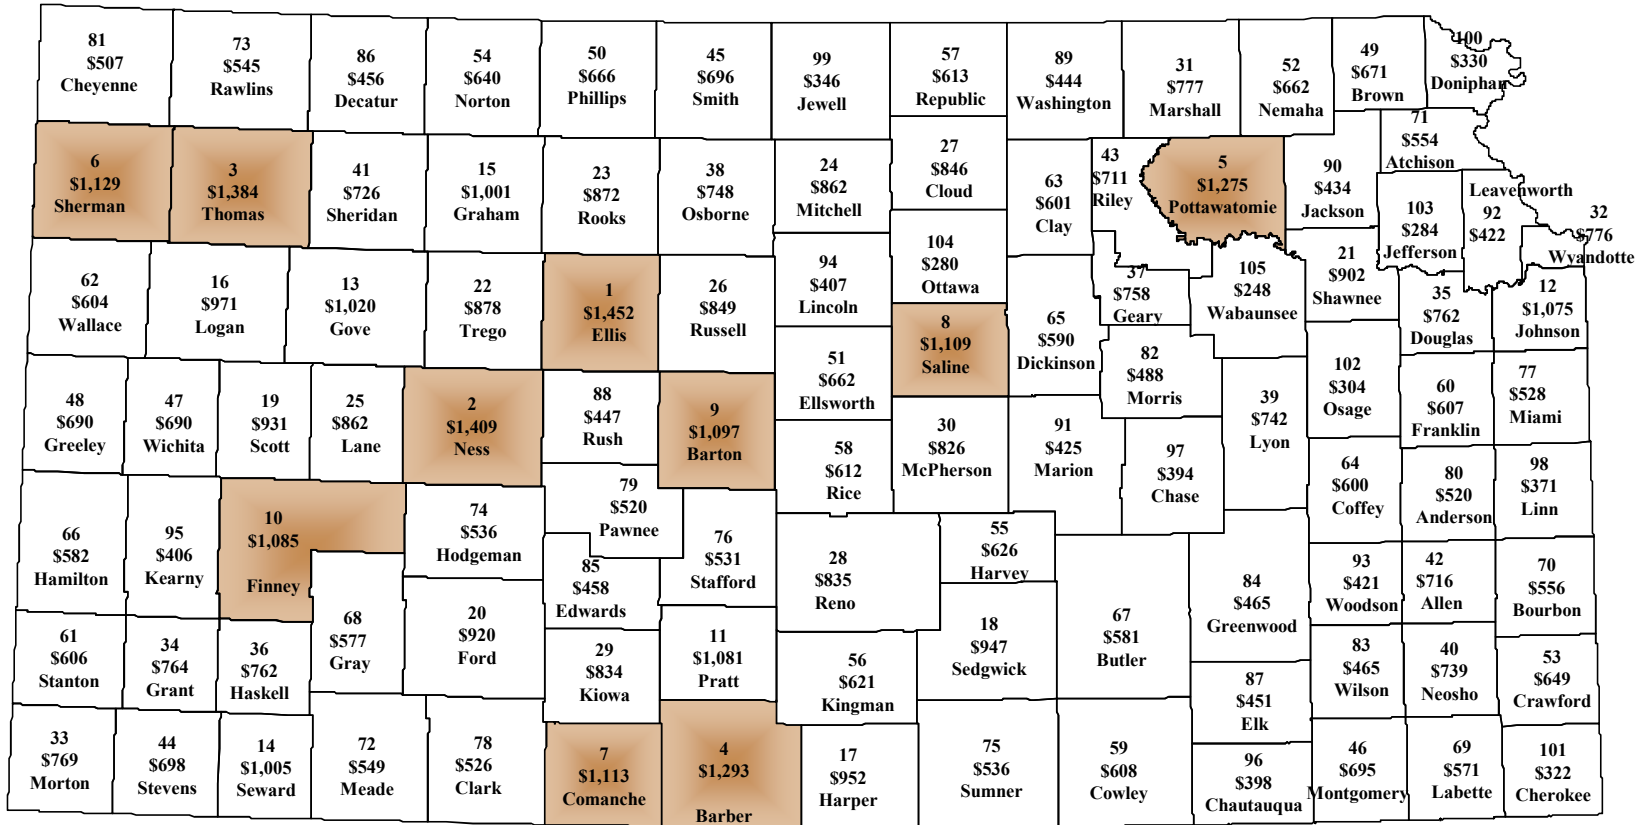 81
$507
Cheyenne
73
$545
Rawlins
86
$456
Decatur
54
$640
Norton
50
$666
Phillips
45
$696
Smith
99
$346
Jewell
57
$613
Republic
89
$444
Washington
31
$777
Marshall
52
$662
Nemaha
49
$671
Brown
100
$330
Doniphan
6
$1,129
Sherman
3
$1,384
Thomas
41
$726
Sheridan
15
$1,001
Graham
23
$872
Rooks
38
$748
Osborne
24
$862
Mitchell
27
$846
Cloud
63
$601
Clay
43
$711
Riley
5
$1,275
Pottawatomie
90
$434
Jackson
71
$554
Atchison
103
$284
Jefferson
Leavenworth
92
$422
32
$776
Wyandotte
62
$604
Wallace
16
$971
Logan
13
$1,020
Gove
22
$878
Trego
1
$1,452
Ellis
26
$849
Russell
94
$407
Lincoln
104
$280
Ottawa
8
$1,109
Saline
65
$590
Dickinson
37
$758
Geary
105
$248
Wabaunsee
21
$902
Shawnee
35
$762
Douglas
12
$1,075
Johnson
48
$690
Greeley
47
$690
Wichita
19
$931
Scott
25
$862
Lane
2
$1,409
Ness
88
$447
Rush
9
$1,097
Barton
51
$662
Ellsworth
58
$612
Rice
30
$826
McPherson
91
$425
Marion
82
$488
Morris
97
$394
Chase
39
$742
Lyon
102
$304
Osage
60
$607
Franklin
77
$528
Miami
66
$582
Hamilton
95
$406
Kearny
10
$1,085
Finney
74
$536
Hodgeman
79
$520
Pawnee
85
$458
Edwards
76
$531
Stafford
28
$835
Reno
55
$626
Harvey
18
$947
Sedgwick
67
$581
Butler
84
$465
Greenwood
64
$600
Coffey
80
$520
Anderson
98
$371
Linn
93
$421
Woodson
42
$716
Allen
70
$556
Bourbon
61
$606
Stanton
34
$764
Grant
36
$762
Haskell
68
$577
Gray
20
$920
Ford
29
$834
Kiowa
11
$1,081
Pratt
56
$621
Kingman
87
$451
Elk
83
$465
Wilson
40
$739
Neosho
53
$649
Crawford
33
$769
Morton
44
$698
Stevens
14
$1,005
Seward
72
$549
Meade
78
$526
Clark
7
$1,113
Comanche
4
$1,293
Barber
17
$952
Harper
75
$536
Sumner
59
$608
Cowley
96
$398
Chautauqua
46
$695
Montgomery
69
$571
Labette
101
$322
Cherokee